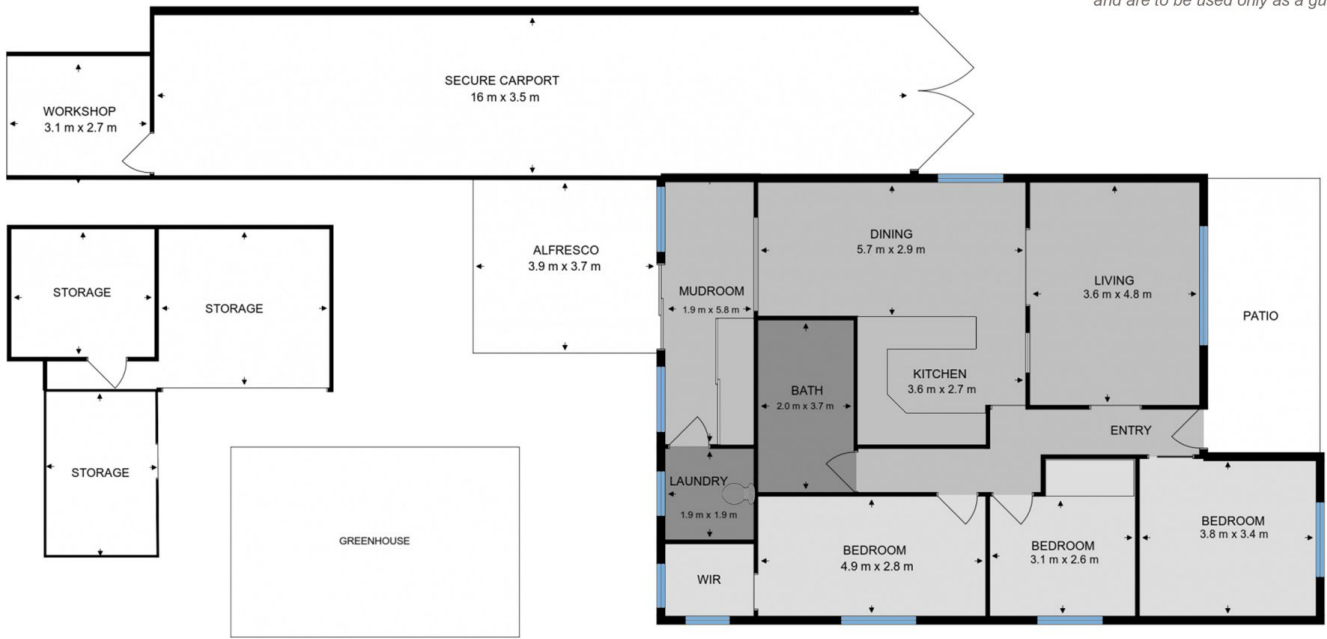 and are to be used only as a gu
SECURE CARPORT
16 m x 3.5 m
WORKSHOP
3.1 m x 2.7 m
ALFRESCO
3.9 m x 3.7 m
DINING
5.7 m x 2.9 m
LIVING
3.6 m x 4.8 m
MUDROOM
1.9 m x 5.8 m
STORAGE
STORAGE
PATIO
KITCHEN
3.6 m x 2.7 m
BATH
2.0 m x 3.7 m
ENTRY
STORAGE
LAUNDRY
1.9 m x 1.9 m
GREENHOUSE
BEDROOM
4.9 m x 2.8 m
BEDROOM
3.1 m x 2.6 m
BEDROOM
3.8 m x 3.4 m
WIR